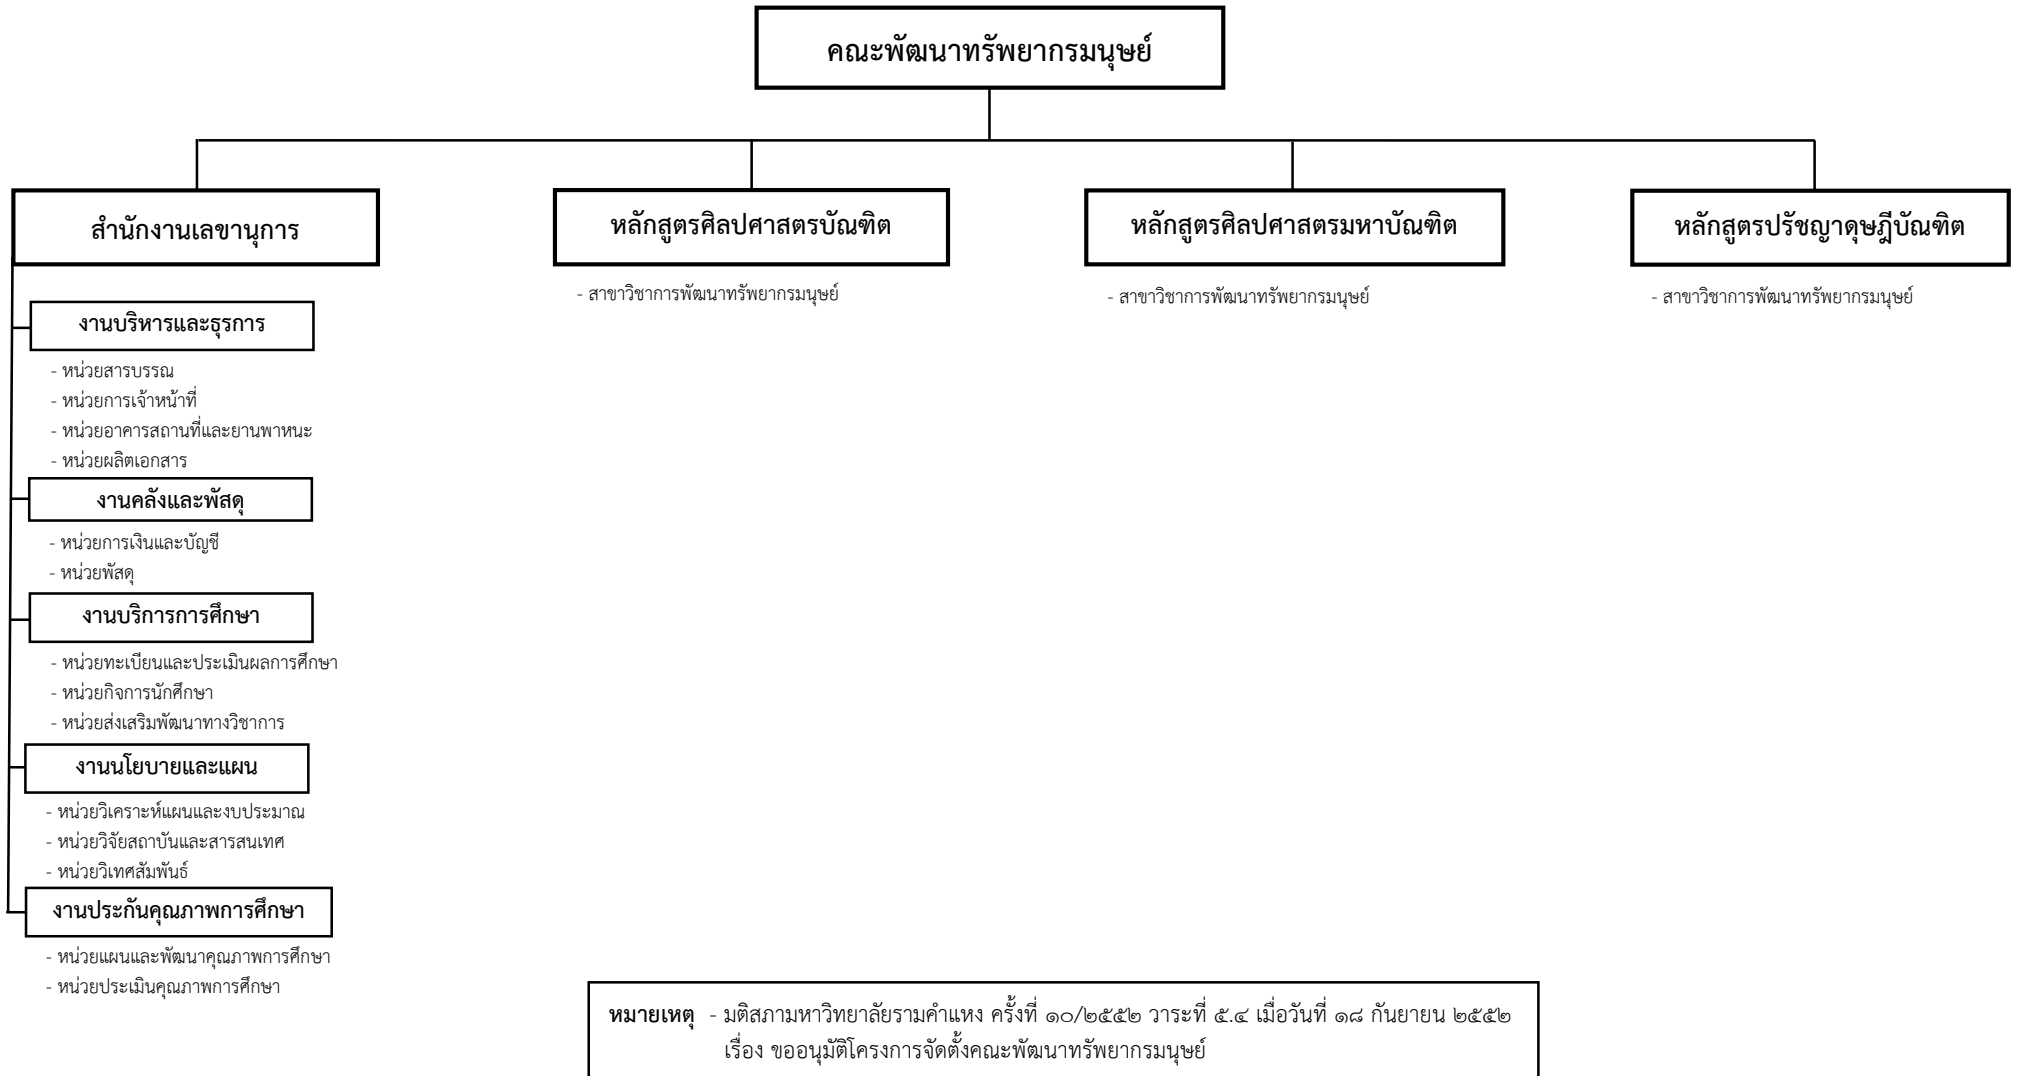 คณะพัฒนาทรัพยากรมนุษย์
สำนักงานเลขานุการ
งานบริหารและธุรการ
- หน่วยสารบรรณ
- หน่วยการเจ้าหน้าที่
- หน่วยอาคารสถานที่และยานพาหนะ
- หน่วยผลิตเอกสาร
งานคลังและพัสดุ
- หน่วยการเงินและบัญชี
- หน่วยพัสดุ
งานบริการการศึกษา
- หน่วยทะเบียนและประเมินผลการศึกษา
- หน่วยกิจการนักศึกษา
- หน่วยส่งเสริมพัฒนาทางวิชาการ
งานนโยบายและแผน
- หน่วยวิเคราะห์แผนและงบประมาณ
- หน่วยวิจัยสถาบันและสารสนเทศ
- หน่วยวิเทศสัมพันธ์
งานประกันคุณภาพการศึกษา
- หน่วยแผนและพัฒนาคุณภาพการศึกษา
- หน่วยประเมินคุณภาพการศึกษา
หลักสูตรศิลปศาสตรบัณฑิต
- สาขาวิชาการพัฒนาทรัพยากรมนุษย์
หลักสูตรศิลปศาสตรมหาบัณฑิต
- สาขาวิชาการพัฒนาทรัพยากรมนุษย์
หลักสูตรปรัชญาดุษฎีบัณฑิต
- สาขาวิชาการพัฒนาทรัพยากรมนุษย์
หมายเหตุ - มติสภามหาวิทยาลัยรามคำแหง ครั้งที่ ๑๐/๒๕๕๒ วาระที่ ๕.๔ เมื่อวันที่ ๑๘ กันยายน ๒๕๕๒
เรื่อง ขออนุมัติโครงการจัดตั้งคณะพัฒนาทรัพยากรมนุษย์